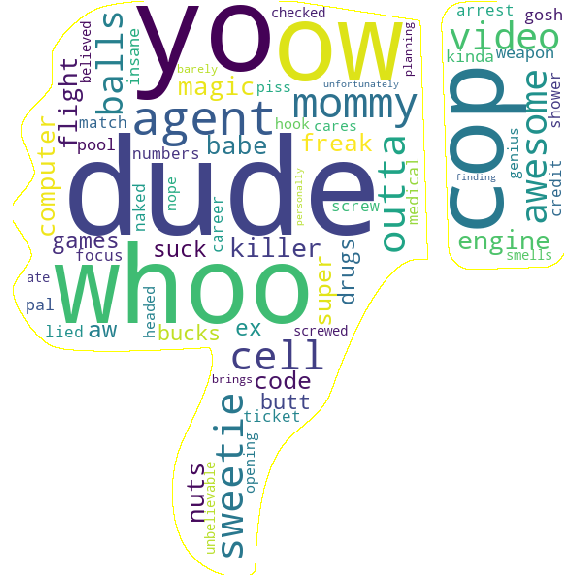 yo
ow
checked
gosh
arrest
video
kinda
weapon
planning
believed
insane
balls
flight
barely
magic
piss
unfortunately
mommy
agent
match
hook
cares
pool
numbers
babe
freak
computer
dude
outta
medical
cop
awesome
shower
genius
finding
credit
engine
smells
naked
nope
career
personally
screw
games
focus
suck
killer
drugs
super
whoo
ate
pal
lied
aw
headed
bucks
ex
screwed
cell
brings
code
butt
ticket
sweetie
opening
nuts
unbelievable